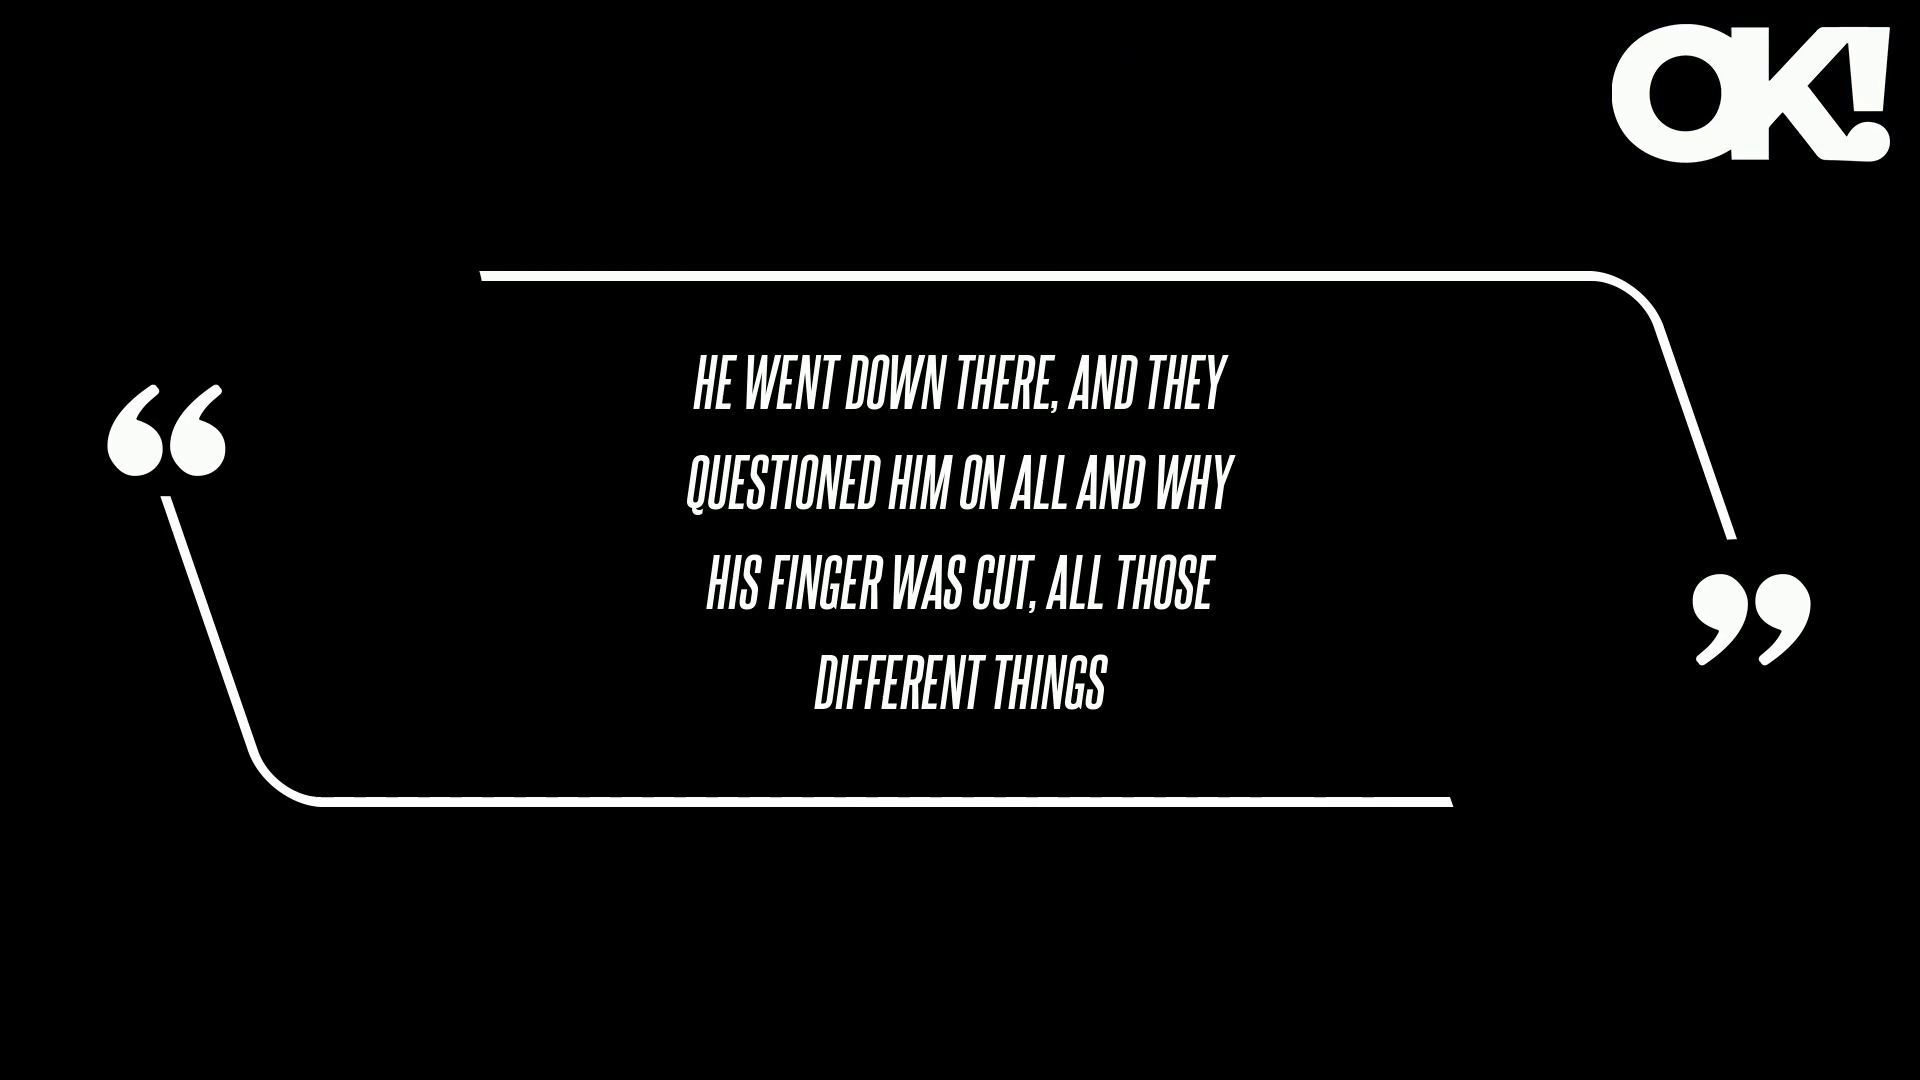 OK!
“
HE WENT DOWN THERE, AND THEY
QUESTIONED HIM ON ALL AND WHY
HIS FINGER WAS CUT, ALL THOSE
DIFFERENT THINGS
”